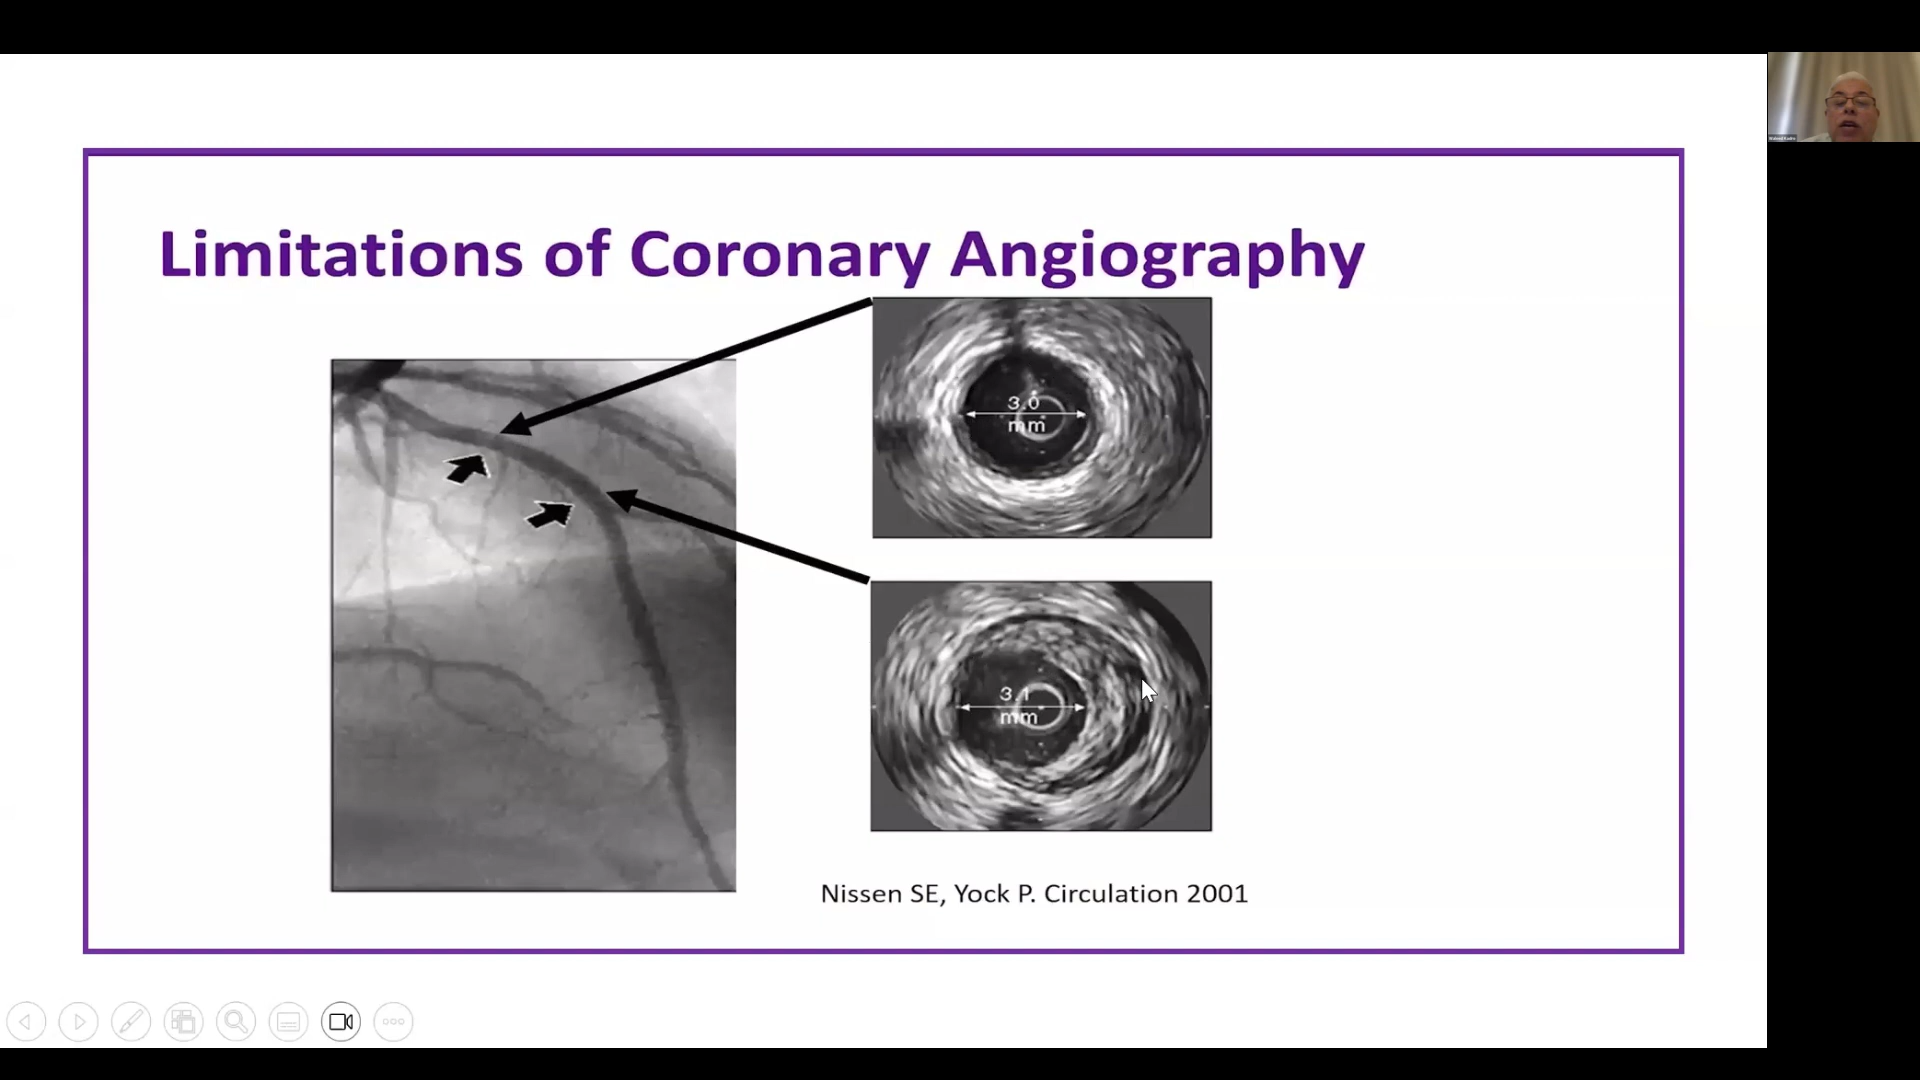 Limitations of Coronary Angiography
3.0
mm
3.1
mm
Nissen SE, Yock P. Circulation 2001